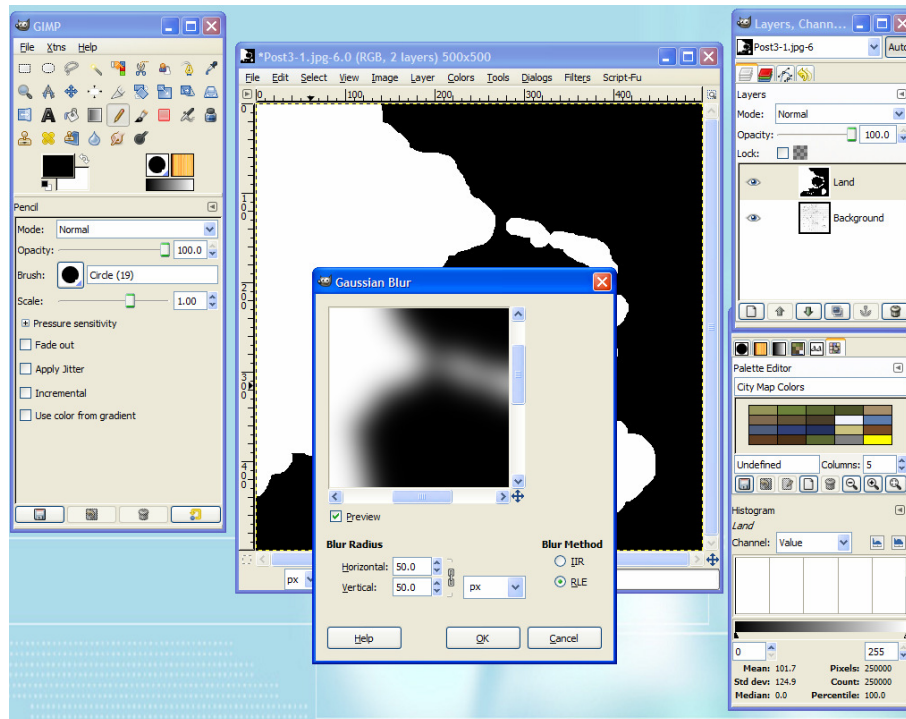 GIMP
File Xtns Help
Pencil
Mode: Normal
Opacity: 100.0
Brush: Circle (19)
Scale: 1.00
Pressure sensitivity
Fade out
Apply Jitter
Incremental
Use color from gradient
*Post3-1.jpg-6.0 (RGB, 2 layers) 500x500
File Edit Select View Image Layer Colors Tools Dialogs Filters Script-Fu
0 100 200 300 400
0
100
200
300
400
px
Gaussian Blur
Preview
Blur Radius
Horizontal: 50.0
Vertical: 50.0
px
Blur Method
IIR
RLE
Help OK Cancel
Layers, Chann...
Post3-1.jpg-6 Auto
Layers
Mode: Normal
Opacity: 100.0
Lock:
Land
Background
Palette Editor
City Map Colors
Undefined Columns: 5
Histogram
Land
Channel: Value
0 255
Mean: 101.7 Pixels: 250000
Std dev: 124.9 Count: 250000
Median: 0.0 Percentile: 100.0